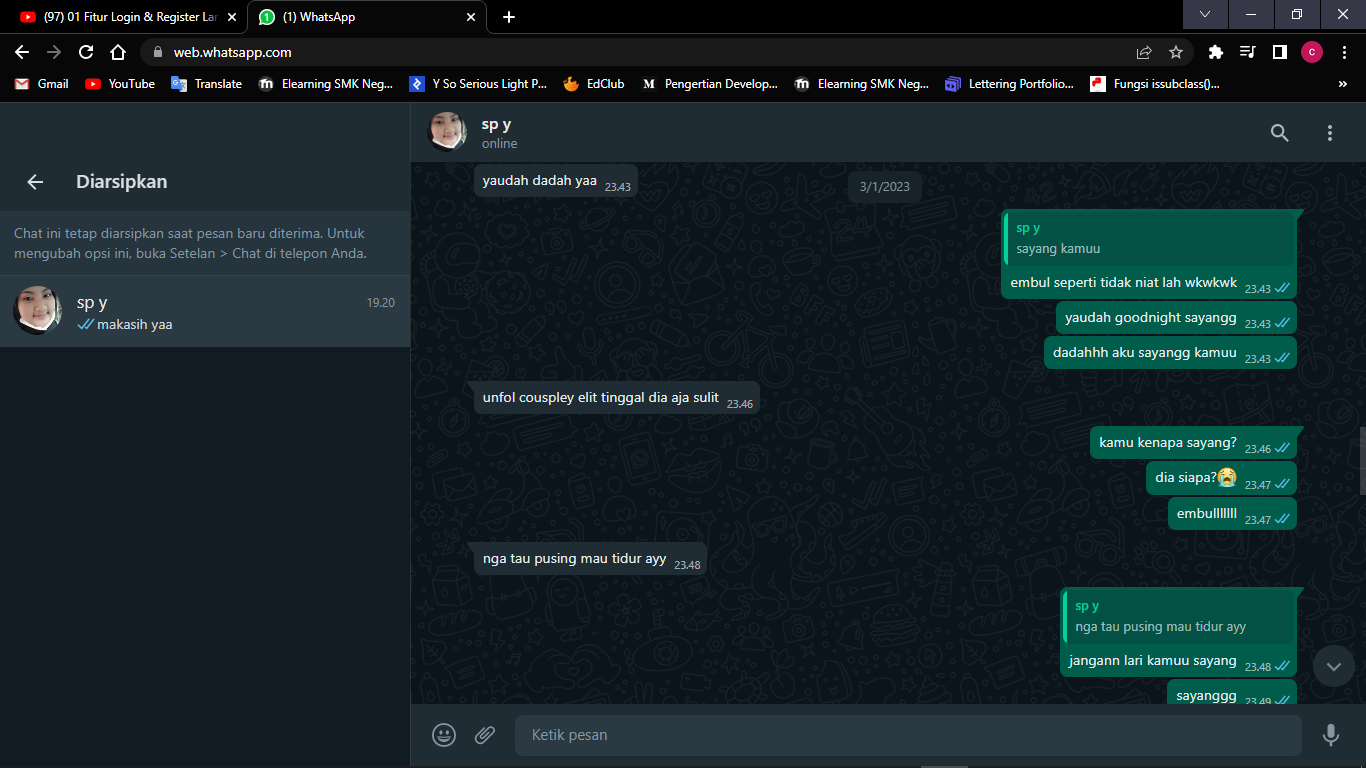 (97) 01 Fitur Login & Register Lar
(1) WhatsApp
web.whatsapp.com
c
Gmail
YouTube
Translate
Elearning SMK Neg...
Y So Serious Light P...
EdClub
Pengertian Develop...
Elearning SMK Neg...
Lettering Portfolio...
Fungsi issubclass()...
»
Diarsipkan
Chat ini tetap diarsipkan saat pesan baru diterima. Untuk
mengubah opsi ini, buka Setelan > Chat di telepon Anda.
sp y
19.20
makasih yaa
sp y
online
yaudah dadah yaa 23.43
3/1/2023
sp y
sayang kamuu
embul seperti tidak niat lah wkwkwk 23.43
yaudah goodnight sayangg 23.43
dadahhh aku sayangg kamuu 23.43
unfol couspley elit tinggal dia aja sulit 23.46
kamu kenapa sayang? 23.46
dia siapa?😭 23.47
embulllllll 23.47
nga tau pusing mau tidur ayy 23.48
sp y
nga tau pusing mau tidur ayy
jangann lari kamuu sayang 23.48
sayanggg 23.49
Ketik pesan